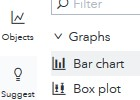 Filter
Objects
Graphs
Bar chart
Suggest
Box plot